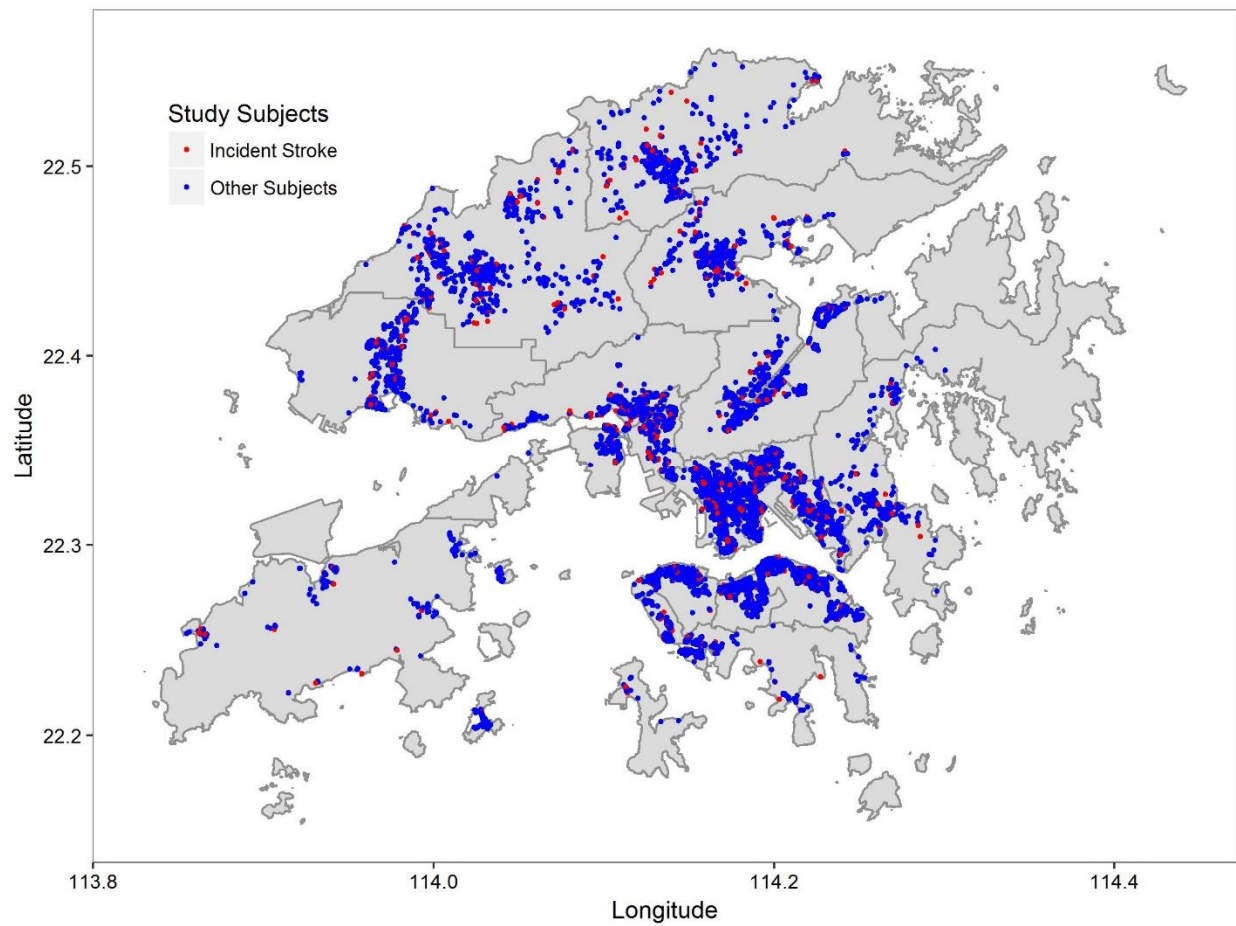 Study Subjects
Incident Stroke
Other Subjects
22.5
22.4
22.3
22.2
Latitude
113.8
114.0
114.2
114.4
Longitude